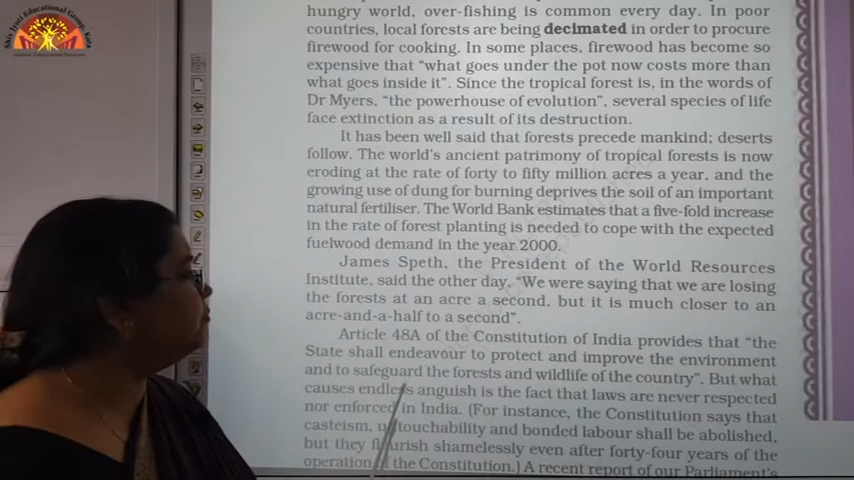 Shiv Jyoti Educational Group, Kota
hungry world, over-fishing is common every day. In poor
countries, local forests are being decimated in order to procure
firewood for cooking. In some places, firewood has become so
expensive that “what goes under the pot now costs more than
what goes inside it”. Since the tropical forest is, in the words of
Dr Myers, “the powerhouse of evolution”, several species of life
face extinction as a result of its destruction.
It has been well said that forests precede mankind; deserts
follow. The world’s ancient patrimony of tropical forests is now
eroding at the rate of forty to fifty million acres a year, and the
growing use of dung for burning deprives the soil of an important
natural fertiliser. The World Bank estimates that a five-fold increase
in the rate of forest planting is needed to cope with the expected
fuelwood demand in the year 2000.
James Speth, the President of the World Resources
Institute, said the other day, “We were saying that we are losing
the forests at an acre a second, but it is much closer to an
acre-and-a-half to a second”.
Article 48A of the Constitution of India provides that “the
State shall endeavour to protect and improve the environment
and to safeguard the forests and wildlife of the country”. But what
causes endless anguish is the fact that laws are never respected
nor enforced in India. (For instance, the Constitution says that
casteism, untouchability and bonded labour shall be abolished,
but they flourish shamelessly even after forty-four years of the
operation of the Constitution.) A recent report of our Parliament’s